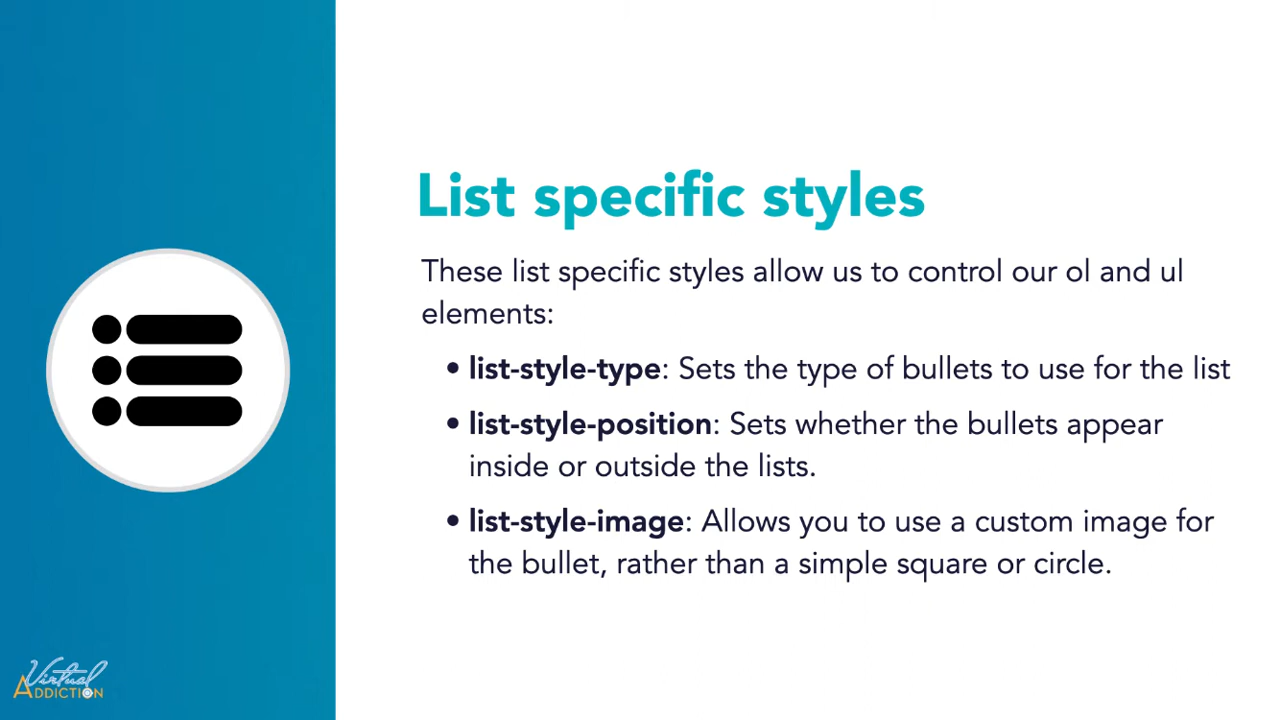 List specific styles
These list specific styles allow us to control our ol and ul
elements:
• list-style-type: Sets the type of bullets to use for the list
• list-style-position: Sets whether the bullets appear
inside or outside the lists.
• list-style-image: Allows you to use a custom image for
the bullet, rather than a simple square or circle.
Virtual
ADDICTION